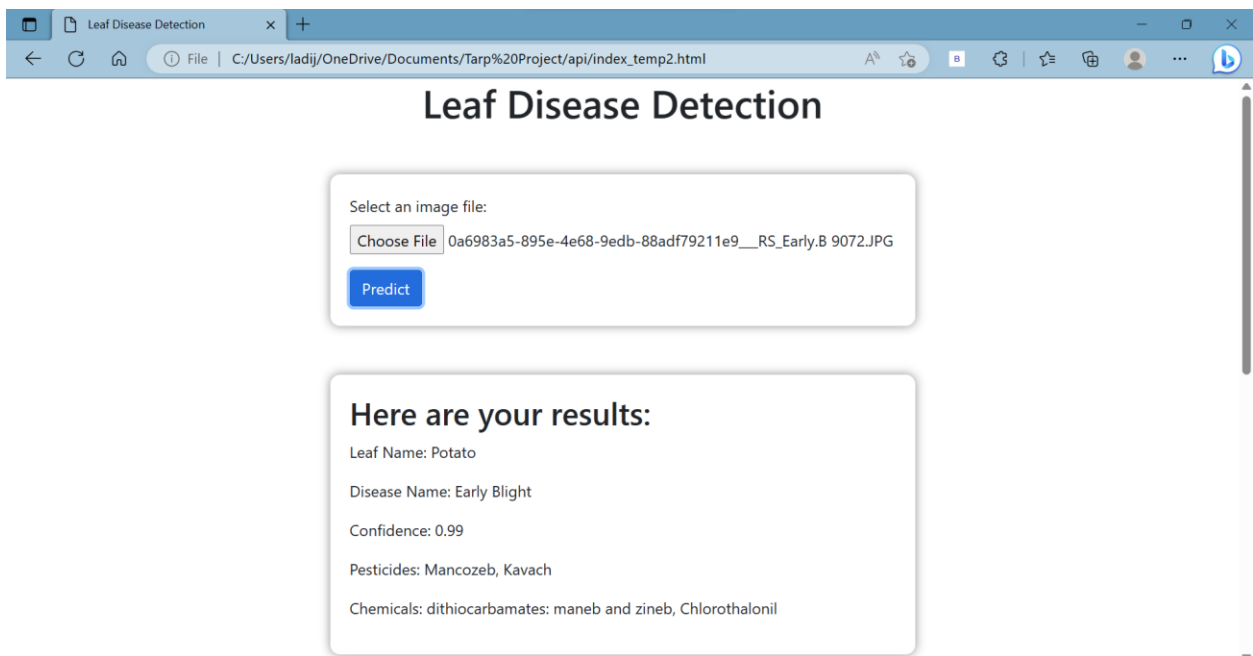 Leaf Disease Detection
File
C:/Users/ladij/OneDrive/Documents/Tarp%20Project/api/index_temp2.html
Leaf Disease Detection
Select an image file:
Choose File 0a6983a5-895e-4e68-9edb-88adf79211e9___RS_Early.B 9072.JPG
Predict
Here are your results:
Leaf Name: Potato
Disease Name: Early Blight
Confidence: 0.99
Pesticides: Mancozeb, Kavach
Chemicals: dithiocarbamates: maneb and zineb, Chlorothalonil